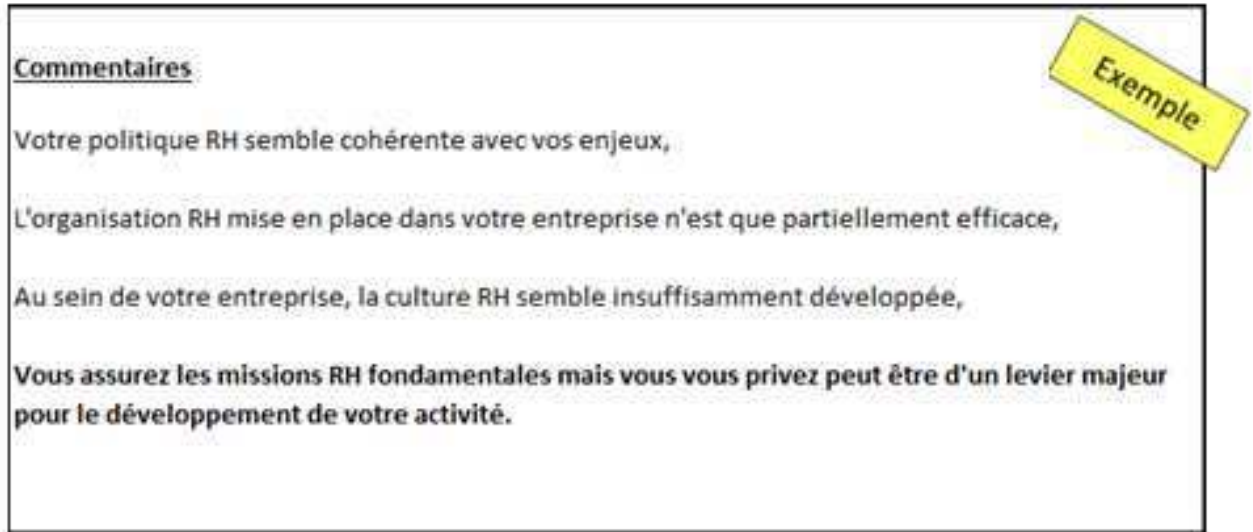 Commentaires
Exemple
Votre politique RH semble cohérente avec vos enjeux,
L'organisation RH mise en place dans votre entreprise n'est que partiellement efficace,
Au sein de votre entreprise, la culture RH semble insuffisamment développée,
Vous assurez les missions RH fondamentales mais vous vous privez peut être d'un levier majeur
pour le développement de votre activité.